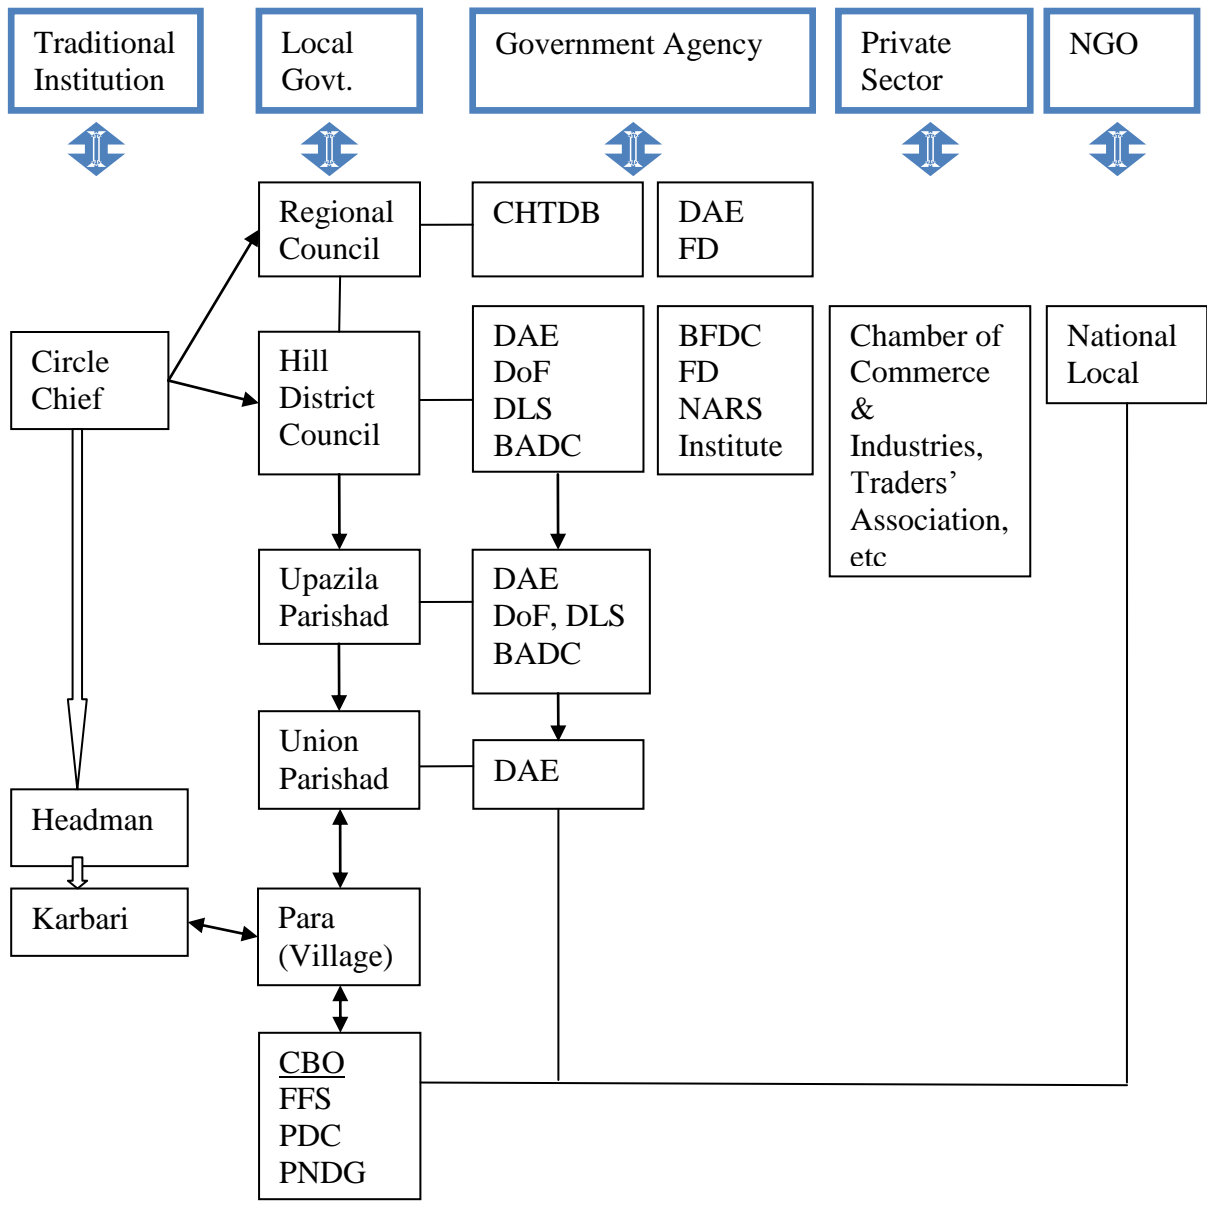 Traditional
Institution
Local
Govt.
Government Agency
Private
Sector
NGO
Regional
Council
CHTDB
DAE
FD
Circle
Chief
Hill
District
Council
DAE
DoF
DLS
BADC
BFDC
FD
NARS
Institute
Chamber of
Commerce
&
Industries,
Traders’
Association,
etc
National
Local
Upazila
Parishad
DAE
DoF, DLS
BADC
Union
Parishad
DAE
Headman
Karbari
Para
(Village)
CBO
FFS
PDC
PNDG